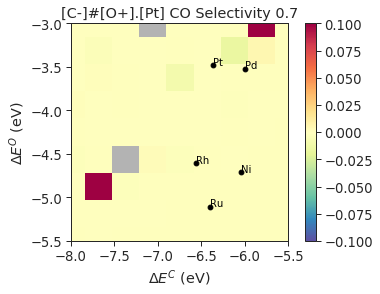 [C-]#[O+].[Pt] CO Selectivity 0.7
−3.0
−3.5
−4.0
−4.5
−5.0
−5.5
ΔE^O (eV)
Pt
Pd
Rh
Ni
Ru
−8.0 −7.5 −7.0 −6.5 −6.0 −5.5
ΔE^C (eV)
0.100
0.075
0.050
0.025
0.000
−0.025
−0.050
−0.075
−0.100